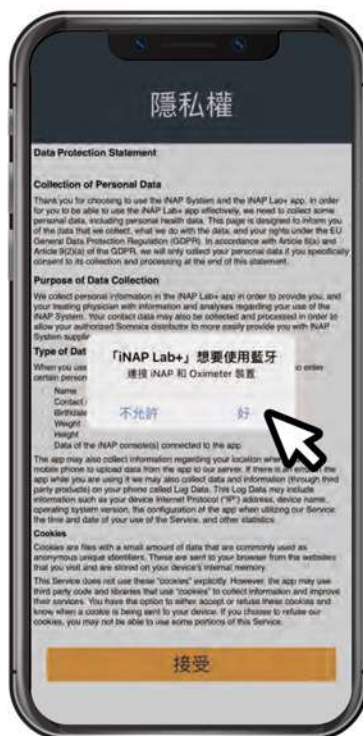 隱私權
Data Protection Statement
Collection of Personal Data
Thank you for choosing to use the iNAP System and the iNAP Lab+ app. In order
for you to be able to use the iNAP Lab+ app effectively, we need to collect some
personal data, including personal health data. This page is designed to inform you
of the data that we collect, what we do with the data, and your rights under the EU
General Data Protection Regulation (GDPR). In accordance with Article 6(a) and
Article 9(2)(a) of the GDPR, we will only collect your personal data if you specifically
consent to its collection and processing at the end of this statement.
Purpose of Data Collection
We collect personal information in the iNAP Lab+ app in order to provide you, and
your treating physician with information and analyses regarding your use of the
iNAP System. Your contact data may also be collected and processed in order to
allow your authorized Somnics distributor to more easily provide you with iNAP
System
Type of
When you use
certain
「iNAP Lab+」想要使用藍牙
連接 iNAP 和 Oximeter 裝置
不允許 好
Name
Contact
Birthdate
Weight
Height
Data of the iNAP console(s) connected to the app
The app may also collect information regarding your location when
mobile phone to upload data from the app to our server. If there is an
app while you are using it we may also collect data and information (through third
party products) on your phone called Log Data. This Log Data may include
information such as your device Internet Protocol ("IP") address, device name,
operating system version, the configuration of the app when utilizing our Service,
the time and date of your use of the Service, and other statistics.
Cookies
Cookies are files with a small amount of data that are commonly used as
anonymous unique identifiers. These are sent to your browser from the websites
that you visit and are stored on your device's internal memory.
This Service does not use these "cookies" explicitly. However, the app may use
third party code and libraries that use "cookies" to collect information and improve
their services. You have the option to either accept or refuse these cookies and
know when a cookie is being sent to your device. If you choose to refuse our
cookies, you may not be able to use some portions of this Service.
接受